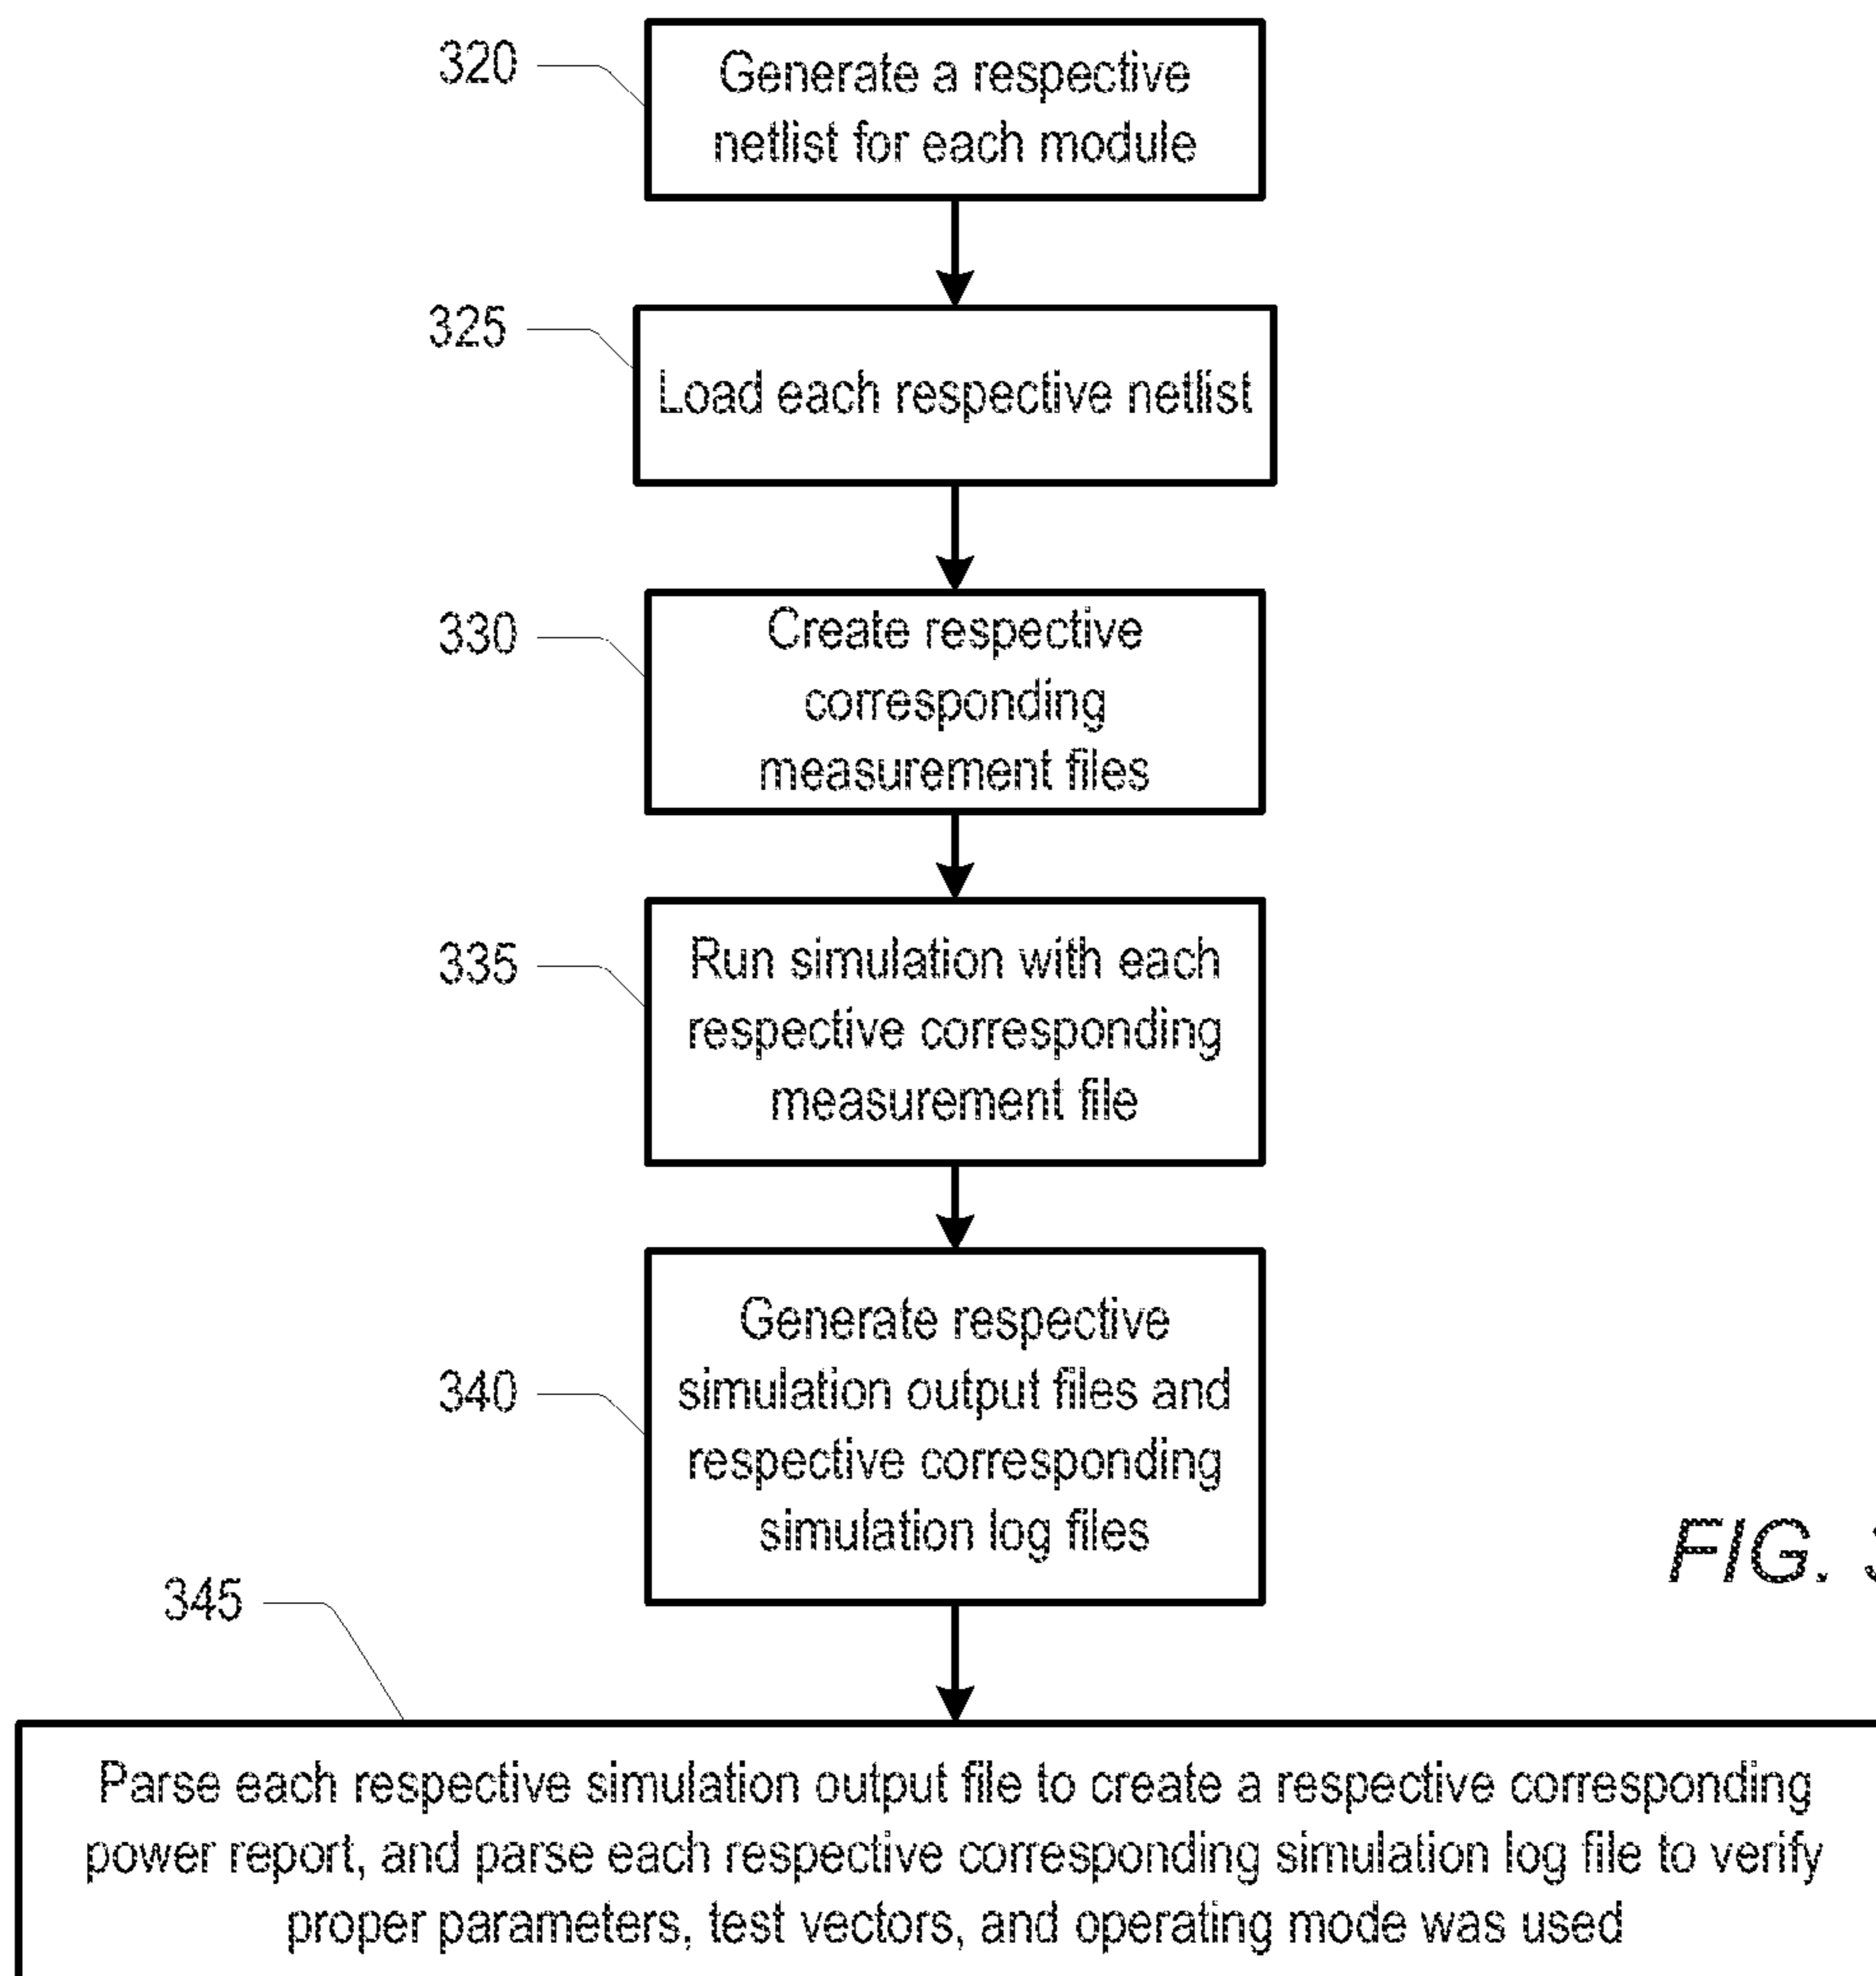 320
Generate a respective
netlist for each module
325
Load each respective netlist
330
Create respective
corresponding
measurement files
335
Run simulation with each
respective corresponding
measurement file
340
Generate respective
simulation output files and
respective corresponding
simulation log files
FIG.
345
Parse each respective simulation output file to create a respective corresponding
power report, and parse each respective corresponding simulation log file to verify
proper parameters, test vectors, and operating mode was used